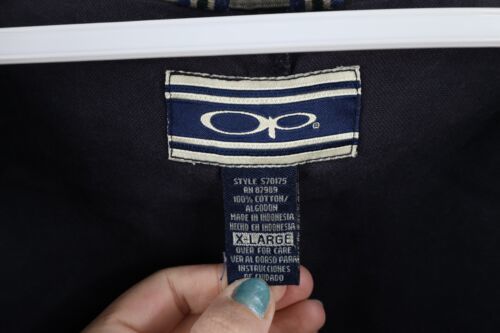 Op®
STYLE 570175
RN 87989
100% COTTON/
ALGODON
MADE IN INDONESIA
HECHO EN INDONESIA
X-LARGE
OVER FOR CARE
VER AL DORSO PARA
INSTRUCCIONES
DE CUIDADO